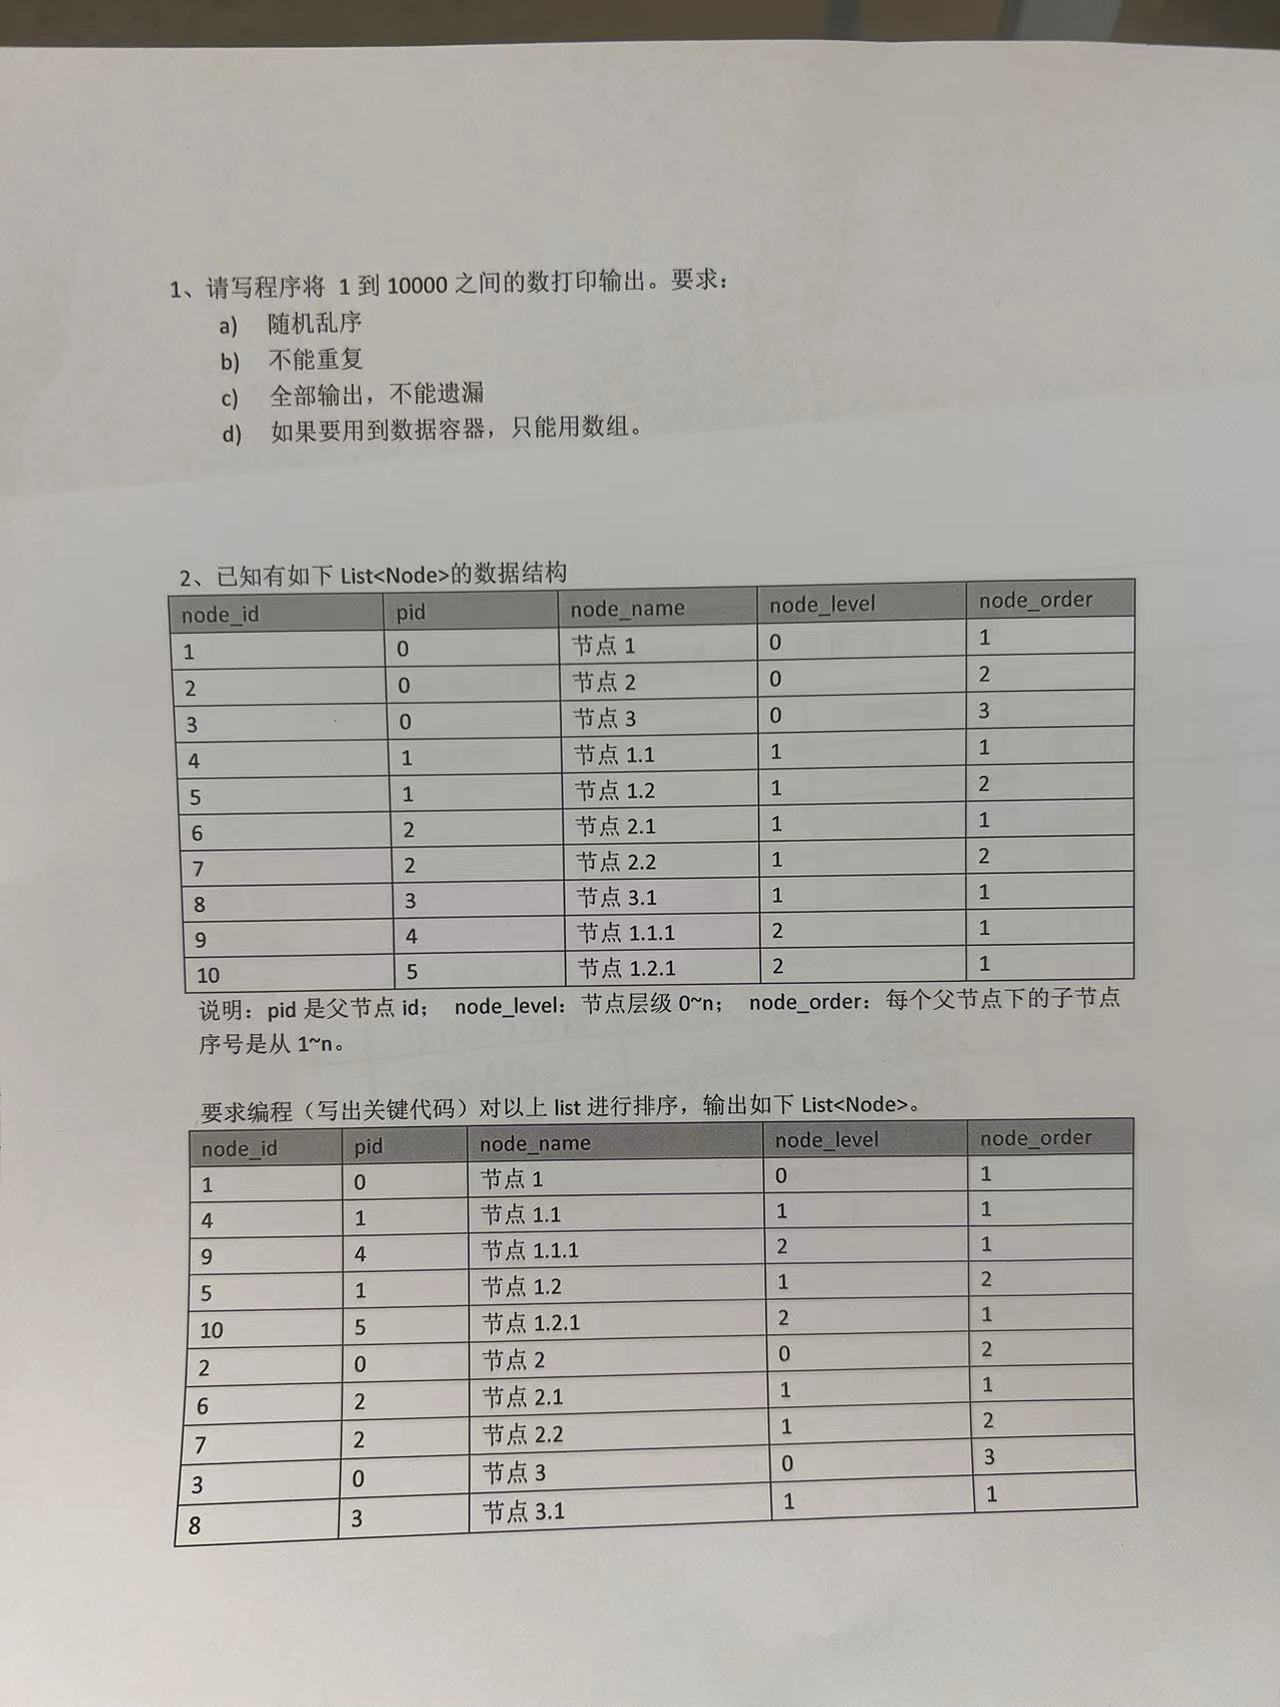 1、请写程序将 1 到 10000 之间的数打印输出。要求：
a) 随机乱序
b) 不能重复
c) 全部输出，不能遗漏
d) 如果要用到数据容器，只能用数组。
2、已知有如下 List<Node>的数据结构
node_id pid node_name node_level node_order
1 0 节点 1 0 1
2 0 节点 2 0 2
3 0 节点 3 0 3
4 1 节点 1.1 1 1
5 1 节点 1.2 1 2
6 2 节点 2.1 1 1
7 2 节点 2.2 1 2
8 3 节点 3.1 1 1
9 4 节点 1.1.1 2 1
10 5 节点 1.2.1 2 1
说明：pid 是父节点 id； node_level：节点层级 0~n； node_order：每个父节点下的子节点
序号是从 1~n。
要求编程（写出关键代码）对以上 list 进行排序，输出如下 List<Node>。
node_id pid node_name node_level node_order
1 0 节点 1 0 1
4 1 节点 1.1 1 1
9 4 节点 1.1.1 2 1
5 1 节点 1.2 1 2
10 5 节点 1.2.1 2 1
2 0 节点 2 0 2
6 2 节点 2.1 1 1
7 2 节点 2.2 1 2
3 0 节点 3 0 3
8 3 节点 3.1 1 1